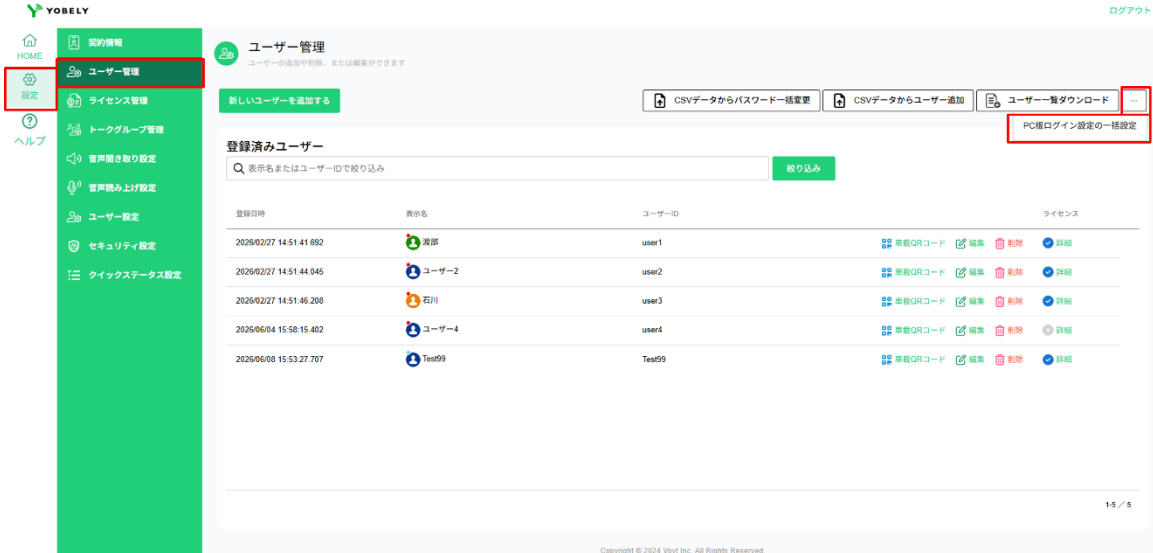 YOBELY
ログアウト
HOME
設定
ヘルプ
契約情報
ユーザー管理
ライセンス管理
トークグループ管理
音声聞き取り設定
音声読み上げ設定
ユーザー設定
セキュリティ設定
クイックステータス設定
ユーザー管理
ユーザーの追加や削除、または編集ができます
新しいユーザーを追加する
CSVデータからパスワード一括変更
CSVデータからユーザー追加
ユーザー一覧ダウンロード
...
PC版ログイン設定の一括設定
登録済みユーザー
表示名またはユーザーIDで絞り込み
絞り込み
登録日時 表示名 ユーザーID ライセンス
2026/02/27 14:51:41.692 渡部 user1 車載QRコード 編集 削除 詳細
2026/02/27 14:51:44.045 ユーザー2 user2 車載QRコード 編集 削除 詳細
2026/02/27 14:51:46.208 石川 user3 車載QRコード 編集 削除 詳細
2026/06/04 15:58:15.402 ユーザー4 user4 車載QRコード 編集 削除 詳細
2026/06/08 15:53:27.707 Test99 Test99 車載QRコード 編集 削除 詳細
1-5 ／ 5
Copyright © 2024 Voyt Inc. All Rights Reserved.